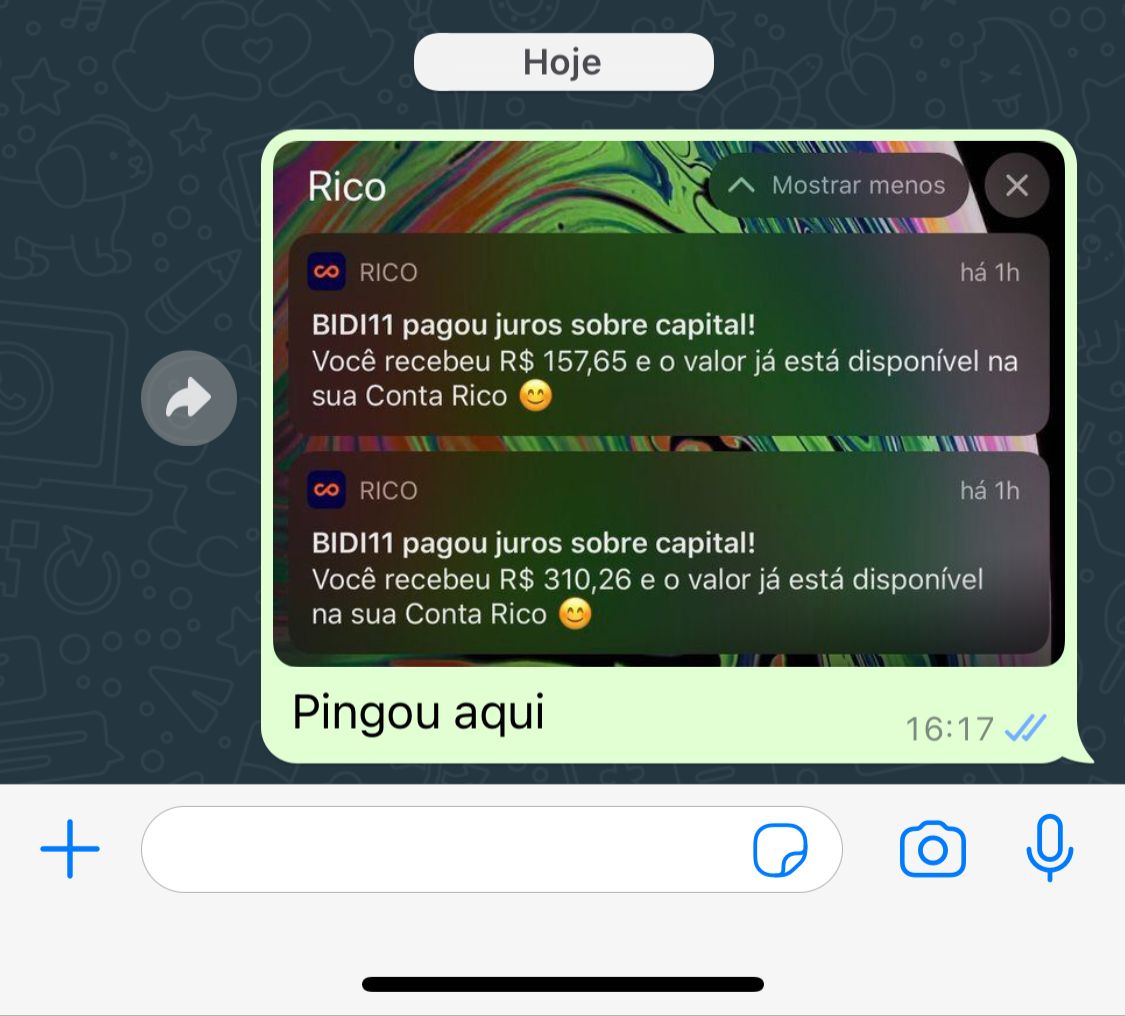 Hoje
Rico
Mostrar menos
RICO
há 1h
BIDI11 pagou juros sobre capital!
Você recebeu R$ 157,65 e o valor já está disponível na
sua Conta Rico 😊
RICO
há 1h
BIDI11 pagou juros sobre capital!
Você recebeu R$ 310,26 e o valor já está disponível
na sua Conta Rico 😊
Pingou aqui
16:17